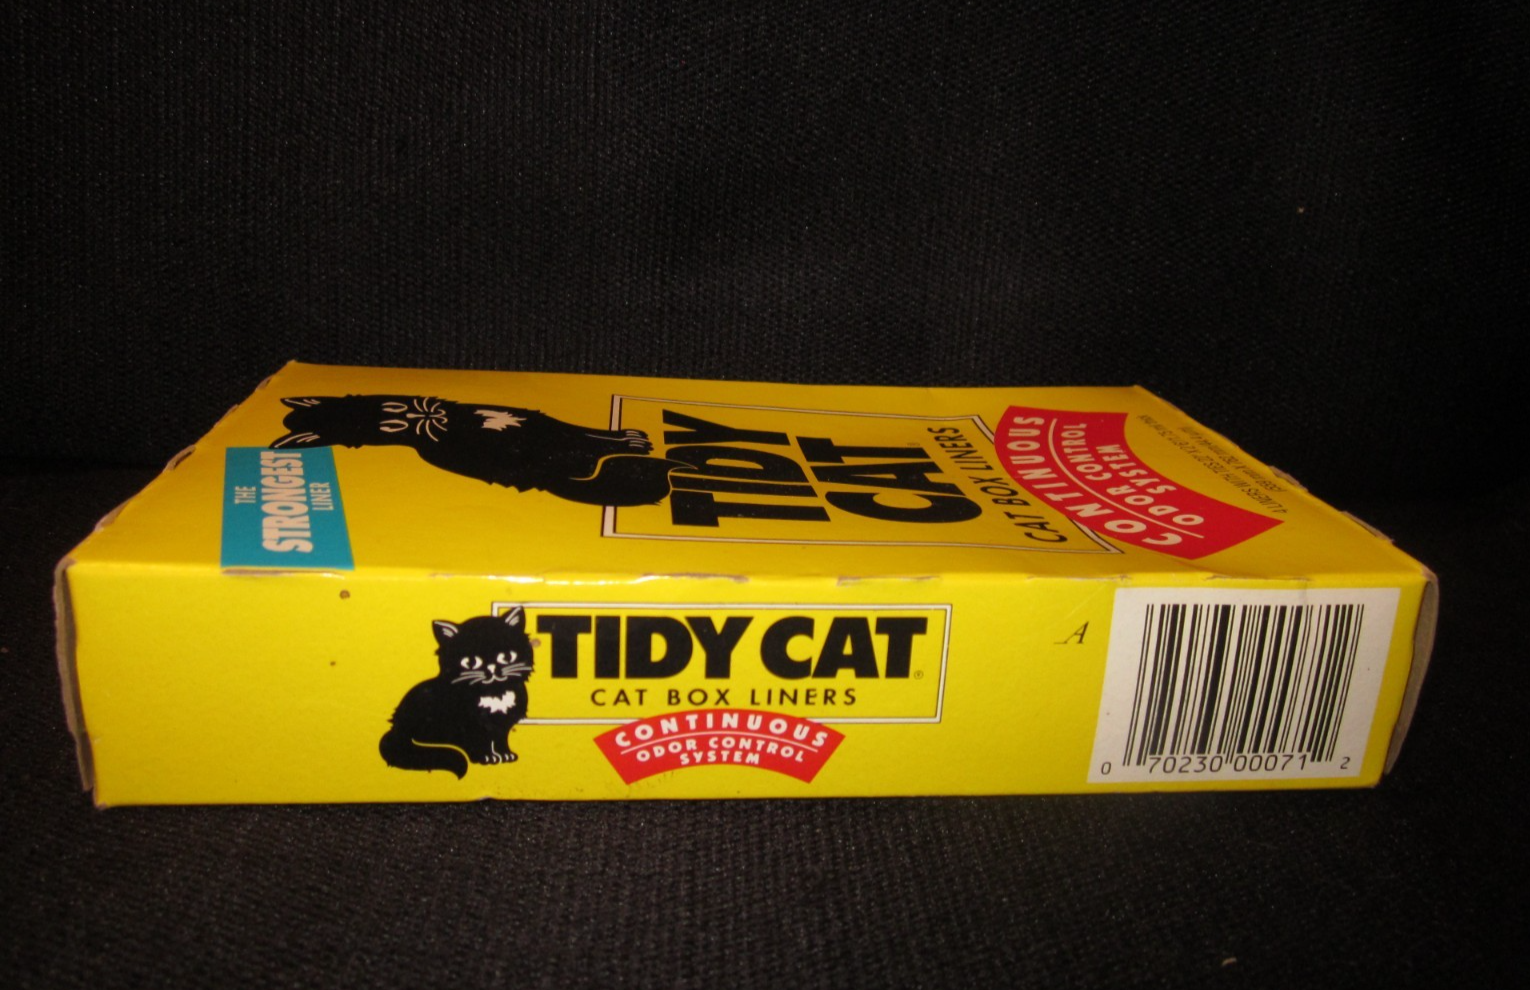 THE
STRONGEST
LINER
TIDY
CAT
CAT BOX LINERS
CONTINUOUS
ODOR CONTROL
SYSTEM
TIDY CAT®
CAT BOX LINERS
CONTINUOUS
ODOR CONTROL
SYSTEM
A
0 70230 00071 2